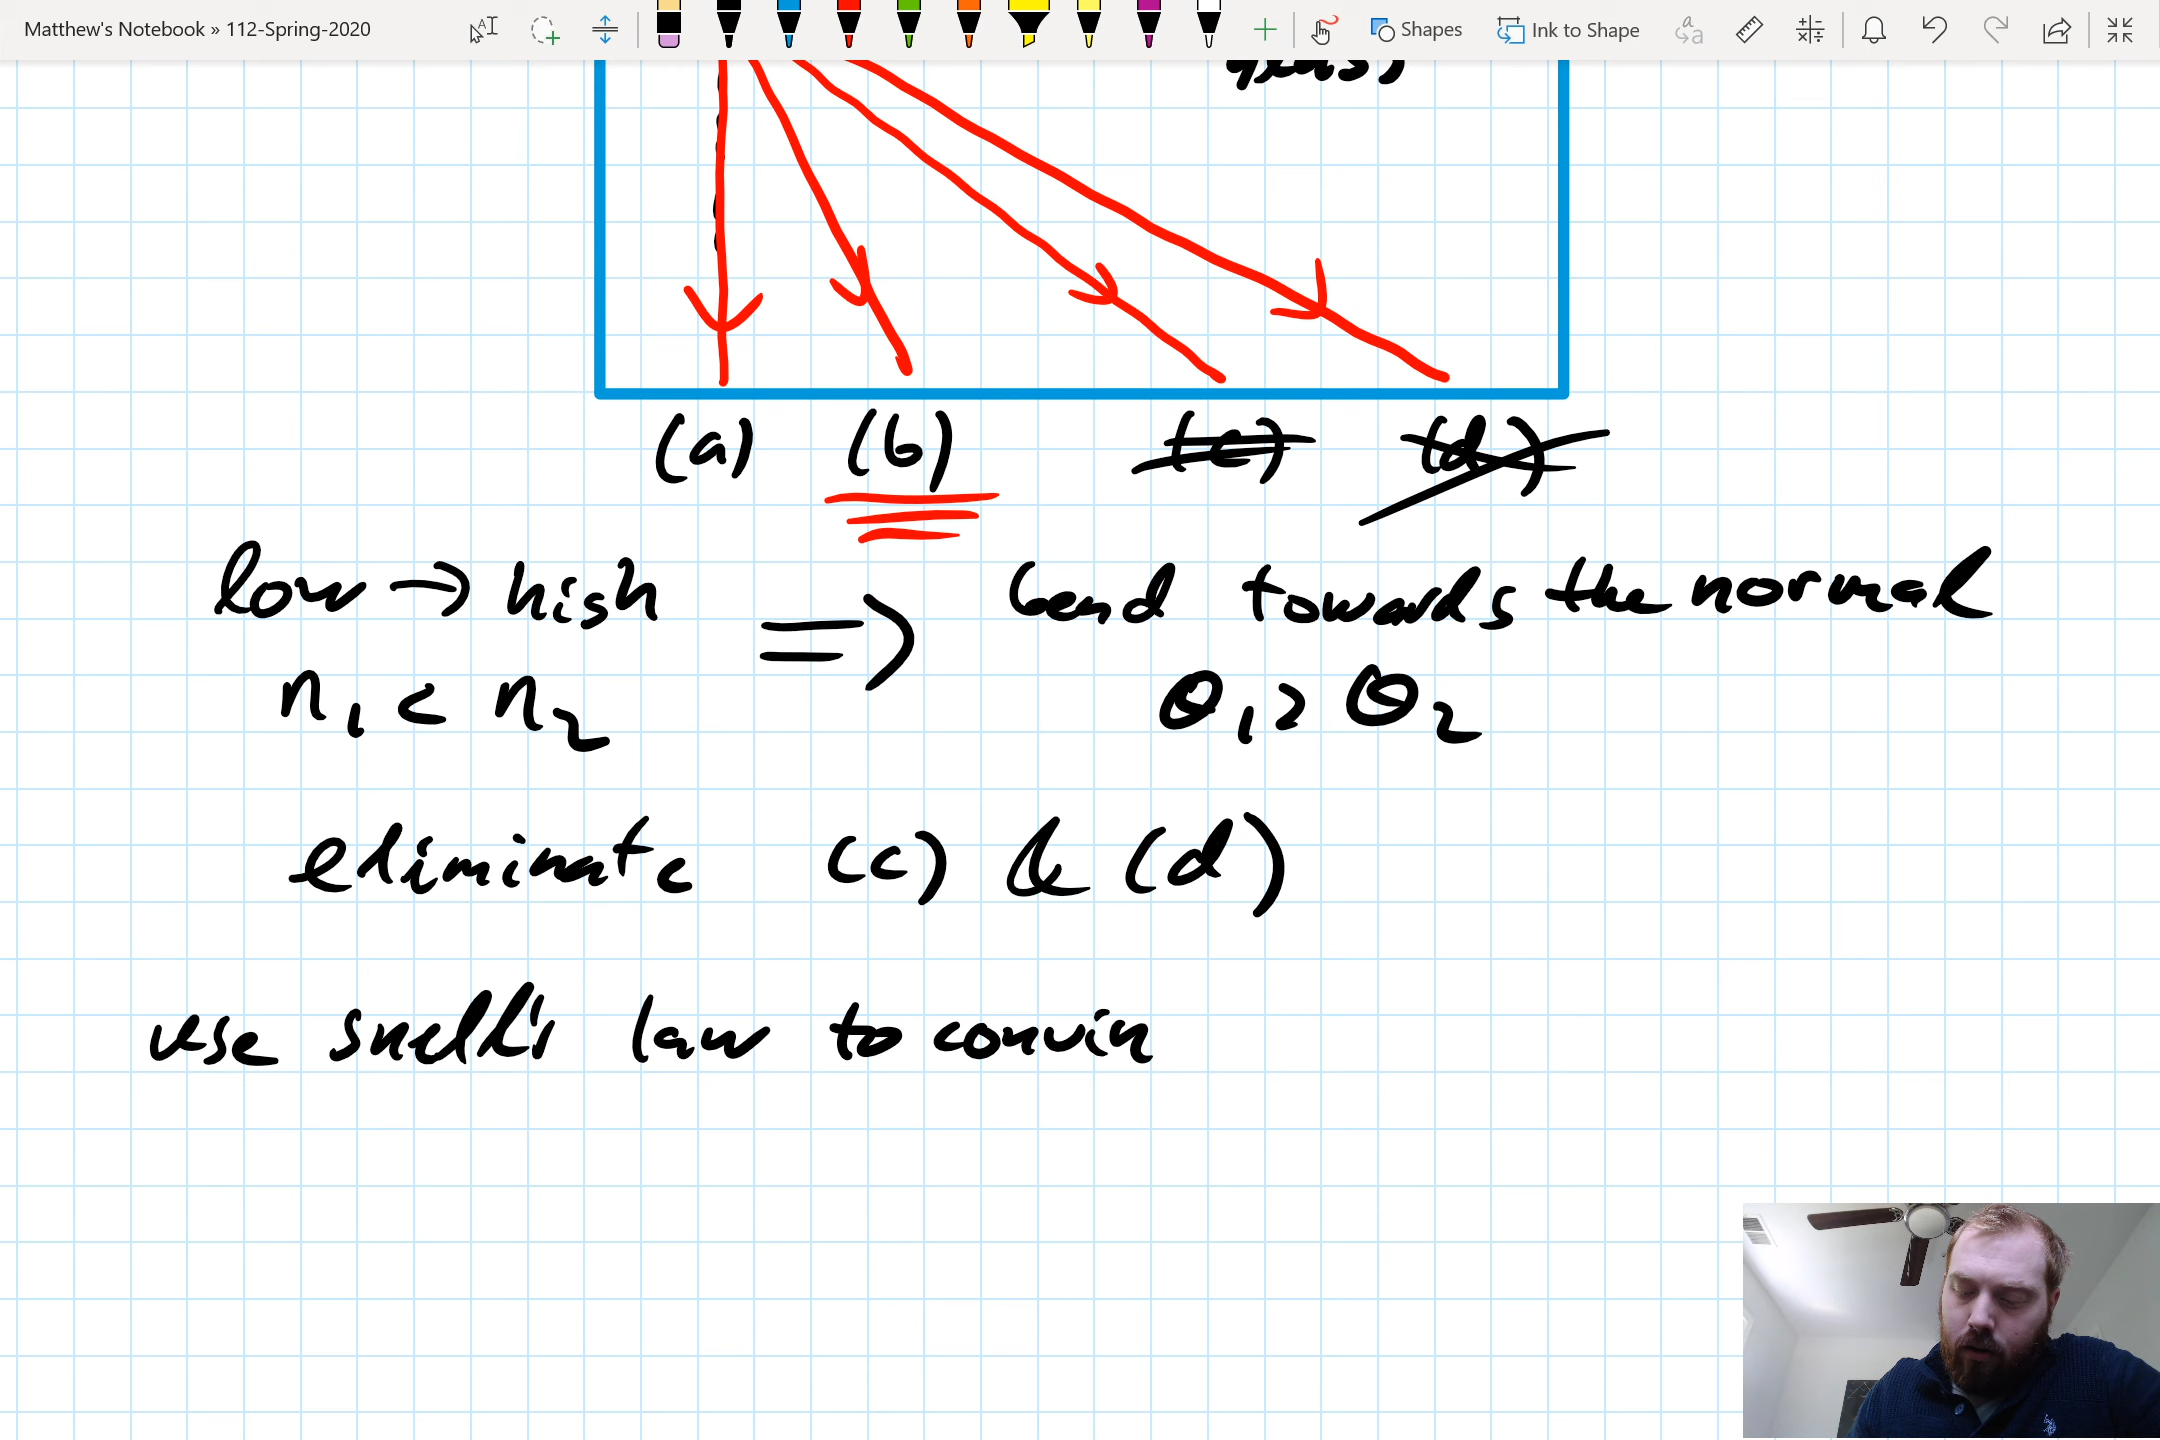 Matthew's Notebook » 112-Spring-2020
Shapes
Ink to Shape
glass
(a) (b) (c) (d)
low → high => bend towards the normal
n₁ < n₂ θ₁ > θ₂
eliminate (c) & (d)
use snell's law to convin